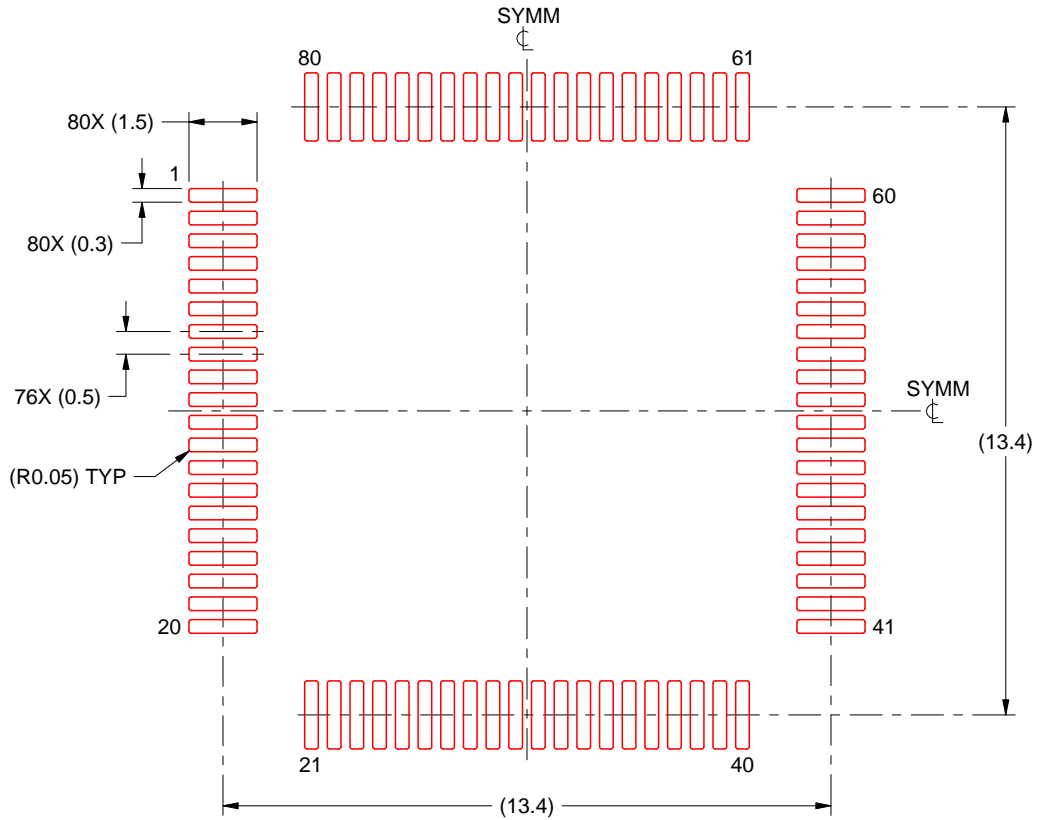 SYMM
80
61
80X (1.5)
1
60
80X (0.3)
76X (0.5)
SYMM
(13.4)
(R0.05) TYP
20
41
21
40
(13.4)